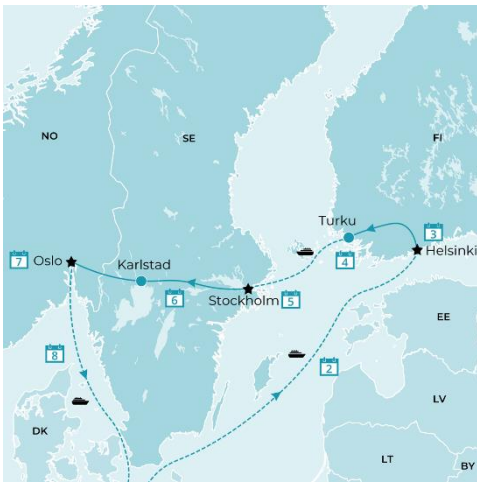 NO
SE
FI
Turku
3
Helsinki
4
7
Oslo
Karlstad
6
Stockholm
5
EE
8
2
LV
DK
LT
BY